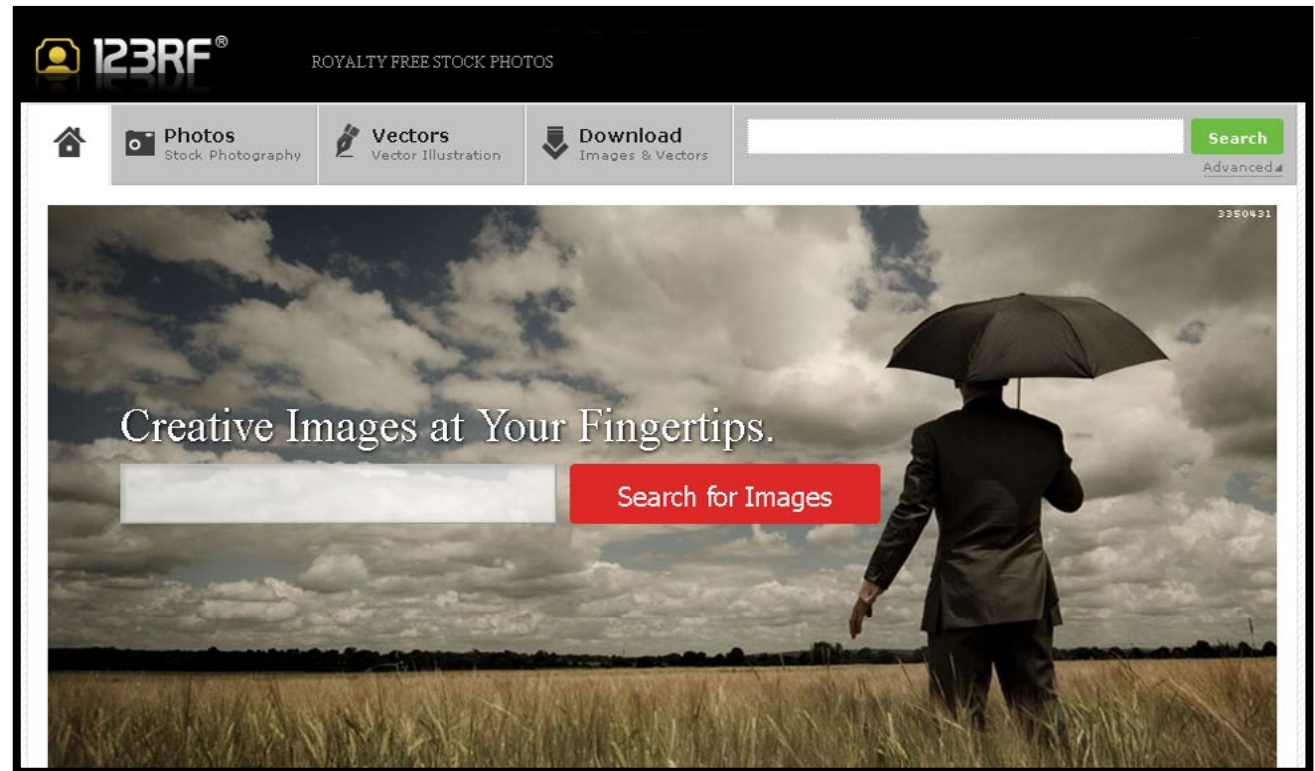 123RF®
ROYALTY FREE STOCK PHOTOS
Photos
Stock Photography
Vectors
Vector Illustration
Download
Images & Vectors
Search
Advanced
3350431
Creative Images at Your Fingertips.
Search for Images